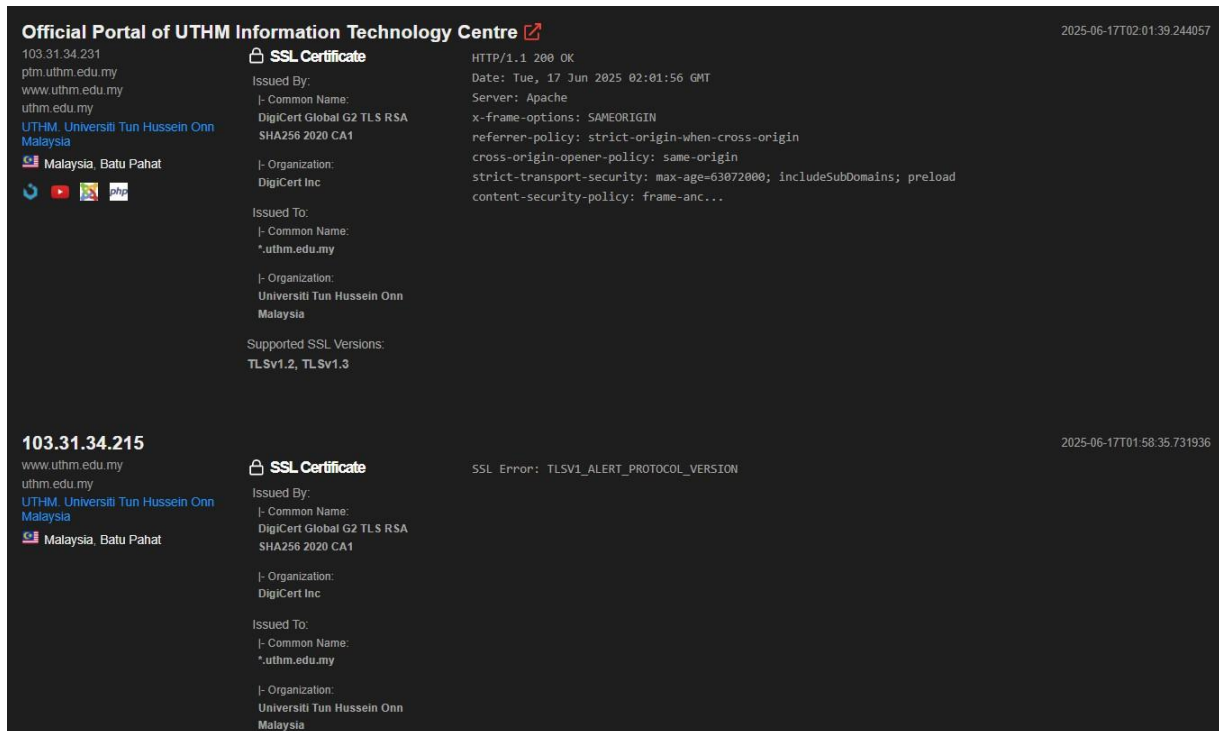 Official Portal of UTHM Information Technology Centre
2025-06-17T02:01:39.244057
103.31.34.231
ptm.uthm.edu.my
www.uthm.edu.my
uthm.edu.my
UTHM. Universiti Tun Hussein Onn
Malaysia
Malaysia, Batu Pahat
php
SSL Certificate
Issued By:
|- Common Name:
DigiCert Global G2 TLS RSA
SHA256 2020 CA1
|- Organization:
DigiCert Inc
Issued To:
|- Common Name:
*.uthm.edu.my
|- Organization:
Universiti Tun Hussein Onn
Malaysia
Supported SSL Versions:
TLSv1.2, TLSv1.3
HTTP/1.1 200 OK
Date: Tue, 17 Jun 2025 02:01:56 GMT
Server: Apache
x-frame-options: SAMEORIGIN
referrer-policy: strict-origin-when-cross-origin
cross-origin-opener-policy: same-origin
strict-transport-security: max-age=63072000; includeSubDomains; preload
content-security-policy: frame-anc...
103.31.34.215
2025-06-17T01:58:35.731936
www.uthm.edu.my
uthm.edu.my
UTHM. Universiti Tun Hussein Onn
Malaysia
Malaysia, Batu Pahat
SSL Certificate
Issued By:
|- Common Name:
DigiCert Global G2 TLS RSA
SHA256 2020 CA1
|- Organization:
DigiCert Inc
Issued To:
|- Common Name:
*.uthm.edu.my
|- Organization:
Universiti Tun Hussein Onn
Malaysia
SSL Error: TLSV1_ALERT_PROTOCOL_VERSION